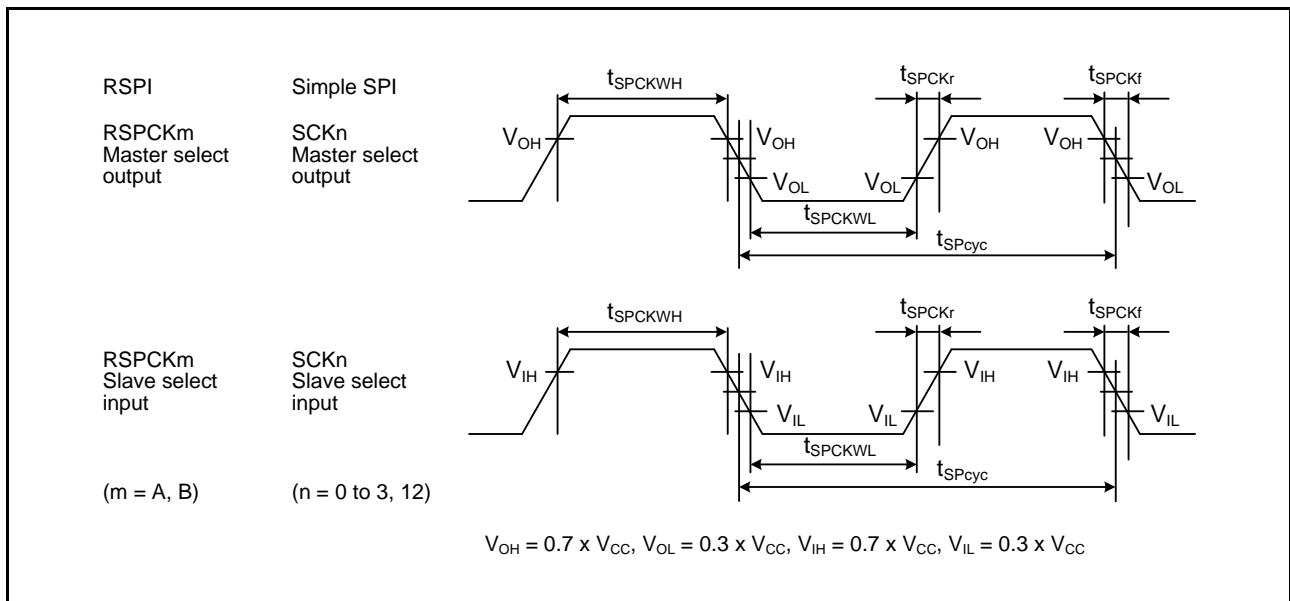 RSPI
Simple SPI
RSPCKm
Master select
output
SCKn
Master select
output
tSPCKWH
tSPCKr
tSPCKf
VOH
VOH
VOH
VOH
VOL
VOL
VOL
tSPCKWL
tSPcyc
RSPCKm
Slave select
input
SCKn
Slave select
input
tSPCKWH
tSPCKr
tSPCKf
VIH
VIH
VIH
VIH
VIL
VIL
VIL
tSPCKWL
tSPcyc
(m = A, B)
(n = 0 to 3, 12)
VOH = 0.7 x VCC, VOL = 0.3 x VCC, VIH = 0.7 x VCC, VIL = 0.3 x VCC